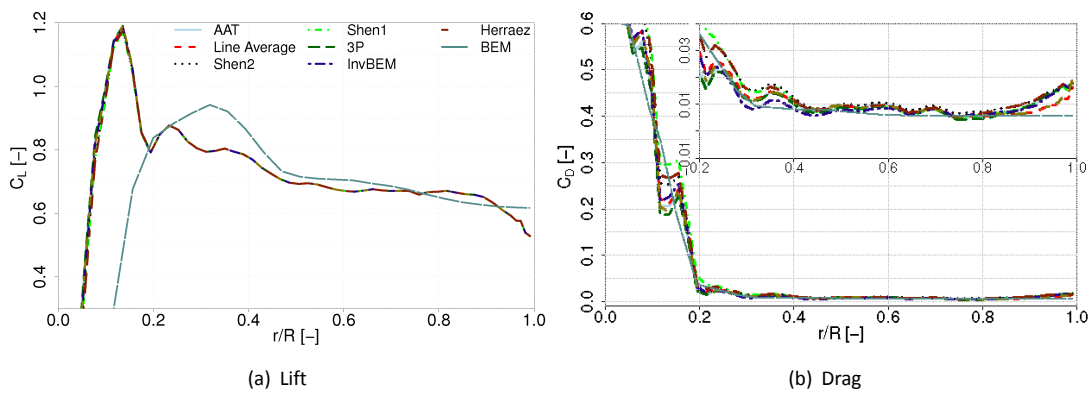 AAT
Line Average
Shen2
Shen1
3P
InvBEM
Herraez
BEM
C_L [−]
0.4 0.6 0.8 1.0 1.2
0.0 0.2 0.4 0.6 0.8 1.0
r/R [−]
(a) Lift
C_D [−]
0.0 0.1 0.2 0.3 0.4 0.5 0.6
0.01 0.01 0.03
0.2 0.4 0.6 0.8 1.0
0.0 0.2 0.4 0.6 0.8 1.0
r/R [−]
(b) Drag